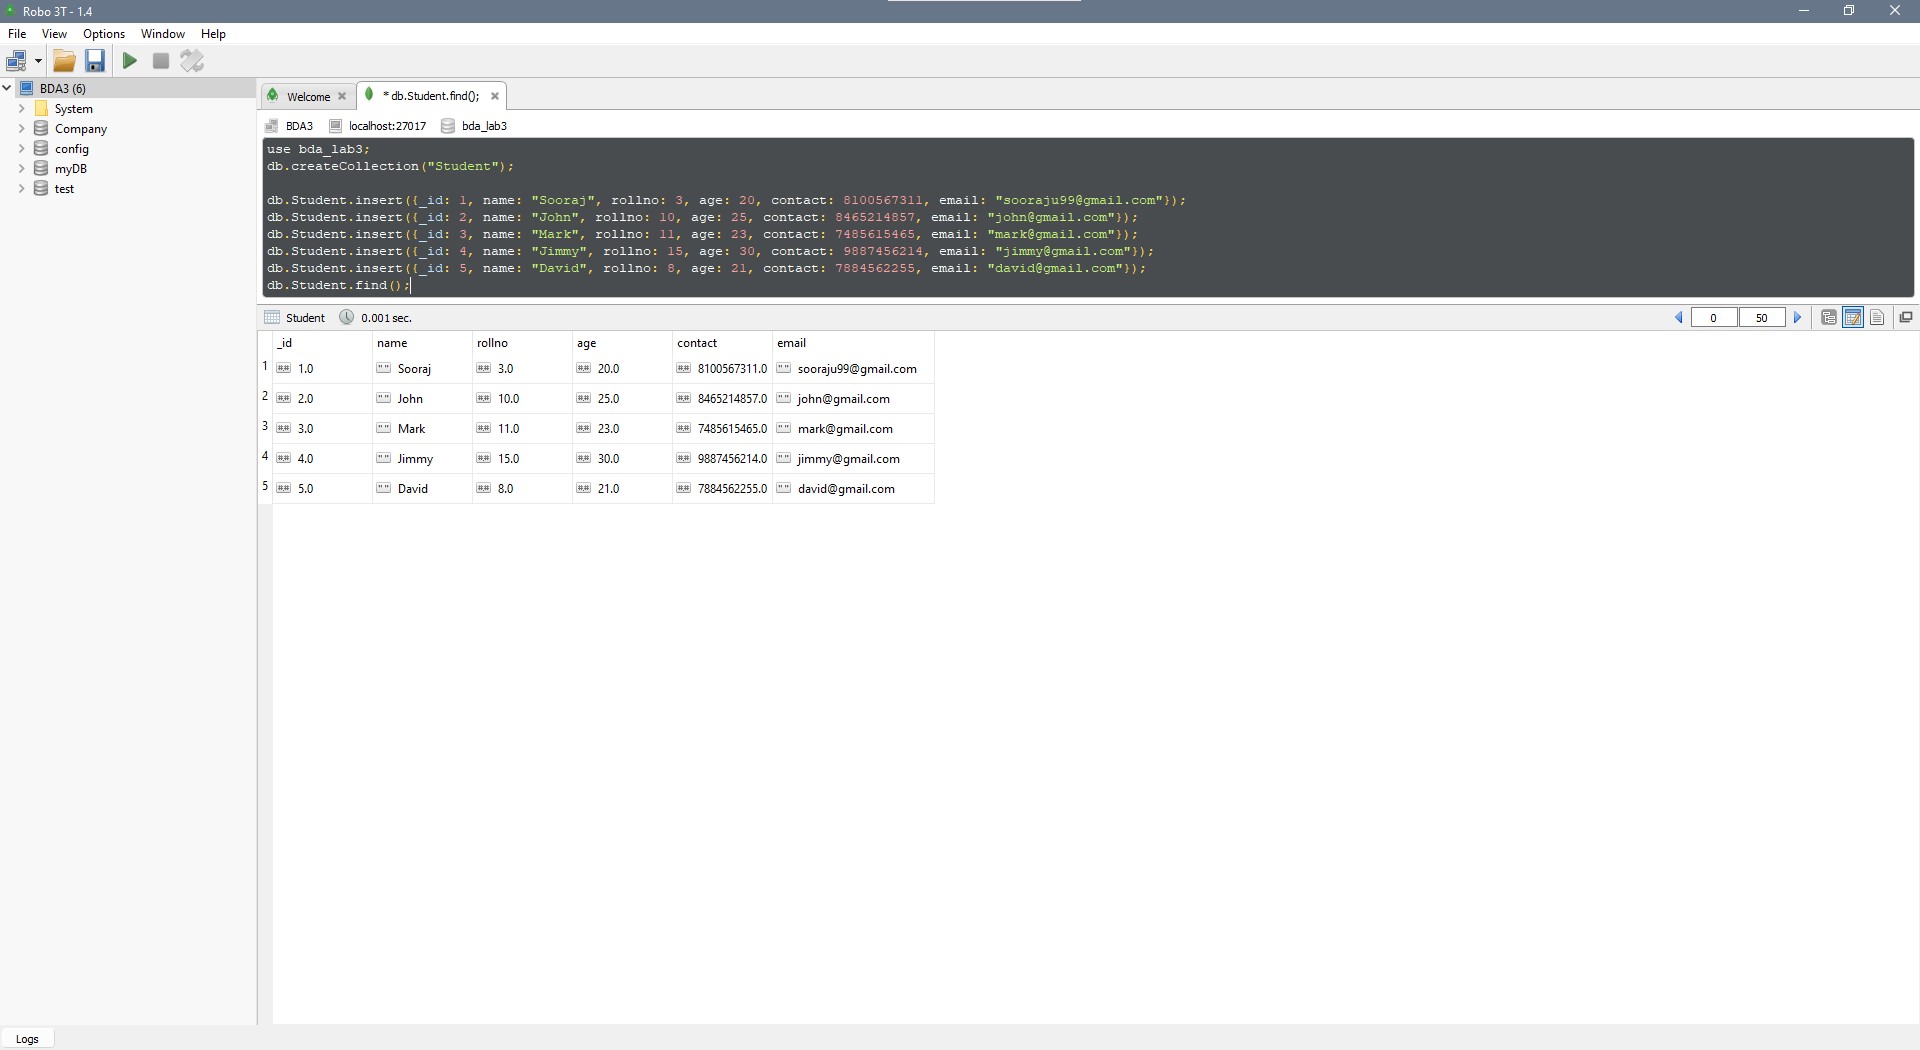 Robo 3T - 1.4
File View Options Window Help
BDA3 (6)
System
Company
config
myDB
test
Welcome * db.Student.find();
BDA3 localhost:27017 bda_lab3
use bda_lab3;
db.createCollection("Student");
db.Student.insert({_id: 1, name: "Sooraj", rollno: 3, age: 20, contact: 8100567311, email: "sooraju99@gmail.com"});
db.Student.insert({_id: 2, name: "John", rollno: 10, age: 25, contact: 8465214857, email: "john@gmail.com"});
db.Student.insert({_id: 3, name: "Mark", rollno: 11, age: 23, contact: 7485615465, email: "mark@gmail.com"});
db.Student.insert({_id: 4, name: "Jimmy", rollno: 15, age: 30, contact: 9887456214, email: "jimmy@gmail.com"});
db.Student.insert({_id: 5, name: "David", rollno: 8, age: 21, contact: 7884562255, email: "david@gmail.com"});
db.Student.find();
Student 0.001 sec. 0 50
_id name rollno age contact email
1 1.0 Sooraj 3.0 20.0 8100567311.0 sooraju99@gmail.com
2 2.0 John 10.0 25.0 8465214857.0 john@gmail.com
3 3.0 Mark 11.0 23.0 7485615465.0 mark@gmail.com
4 4.0 Jimmy 15.0 30.0 9887456214.0 jimmy@gmail.com
5 5.0 David 8.0 21.0 7884562255.0 david@gmail.com
Logs